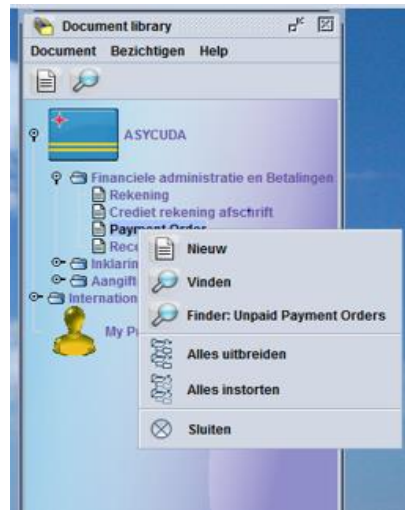 Document library
Document Bezichtigen Help
ASYCUDA
Financiele administratie en Betalingen
Rekening
Crediet rekening afschrift
Payment Order
Nieuw
Vinden
Finder: Unpaid Payment Orders
Alles uitbreiden
Alles instorten
Sluiten